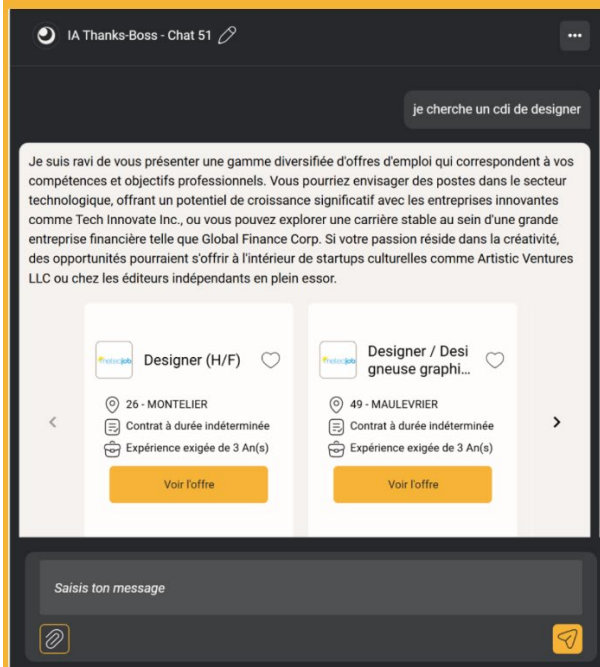 IA Thanks-Boss - Chat 51
je cherche un cdi de designer
Je suis ravi de vous présenter une gamme diversifiée d'offres d'emploi qui correspondent à vos
compétences et objectifs professionnels. Vous pourriez envisager des postes dans le secteur
technologique, offrant un potentiel de croissance significatif avec les entreprises innovantes
comme Tech Innovate Inc., ou vous pouvez explorer une carrière stable au sein d'une grande
entreprise financière telle que Global Finance Corp. Si votre passion réside dans la créativité,
des opportunités pourraient s'offrir à l'intérieur de startups culturelles comme Artistic Ventures
LLC ou chez les éditeurs indépendants en plein essor.
Designer (H/F)
26 - MONTELIER
Contrat à durée indéterminée
Expérience exigée de 3 An(s)
Voir l'offre
Designer / Desi
gneuse graphi...
49 - MAULEVRIER
Contrat à durée indéterminée
Expérience exigée de 3 An(s)
Voir l'offre
Saisis ton message